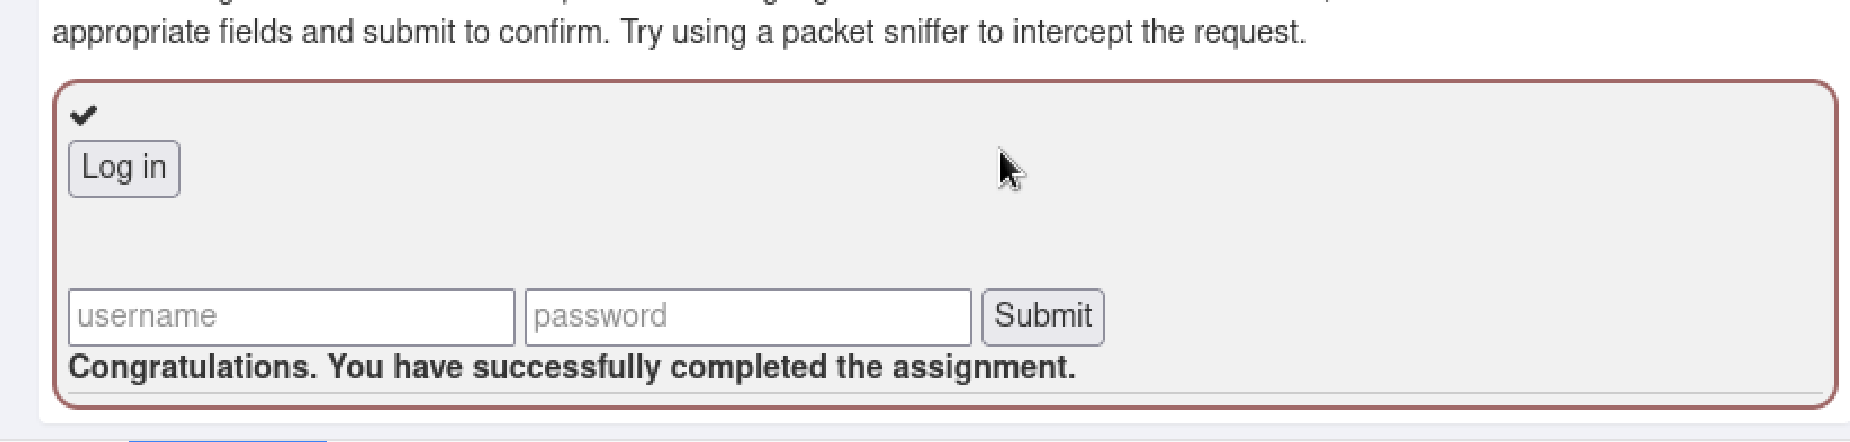 appropriate fields and submit to confirm. Try using a packet sniffer to intercept the request.
Log in
username password Submit
Congratulations. You have successfully completed the assignment.